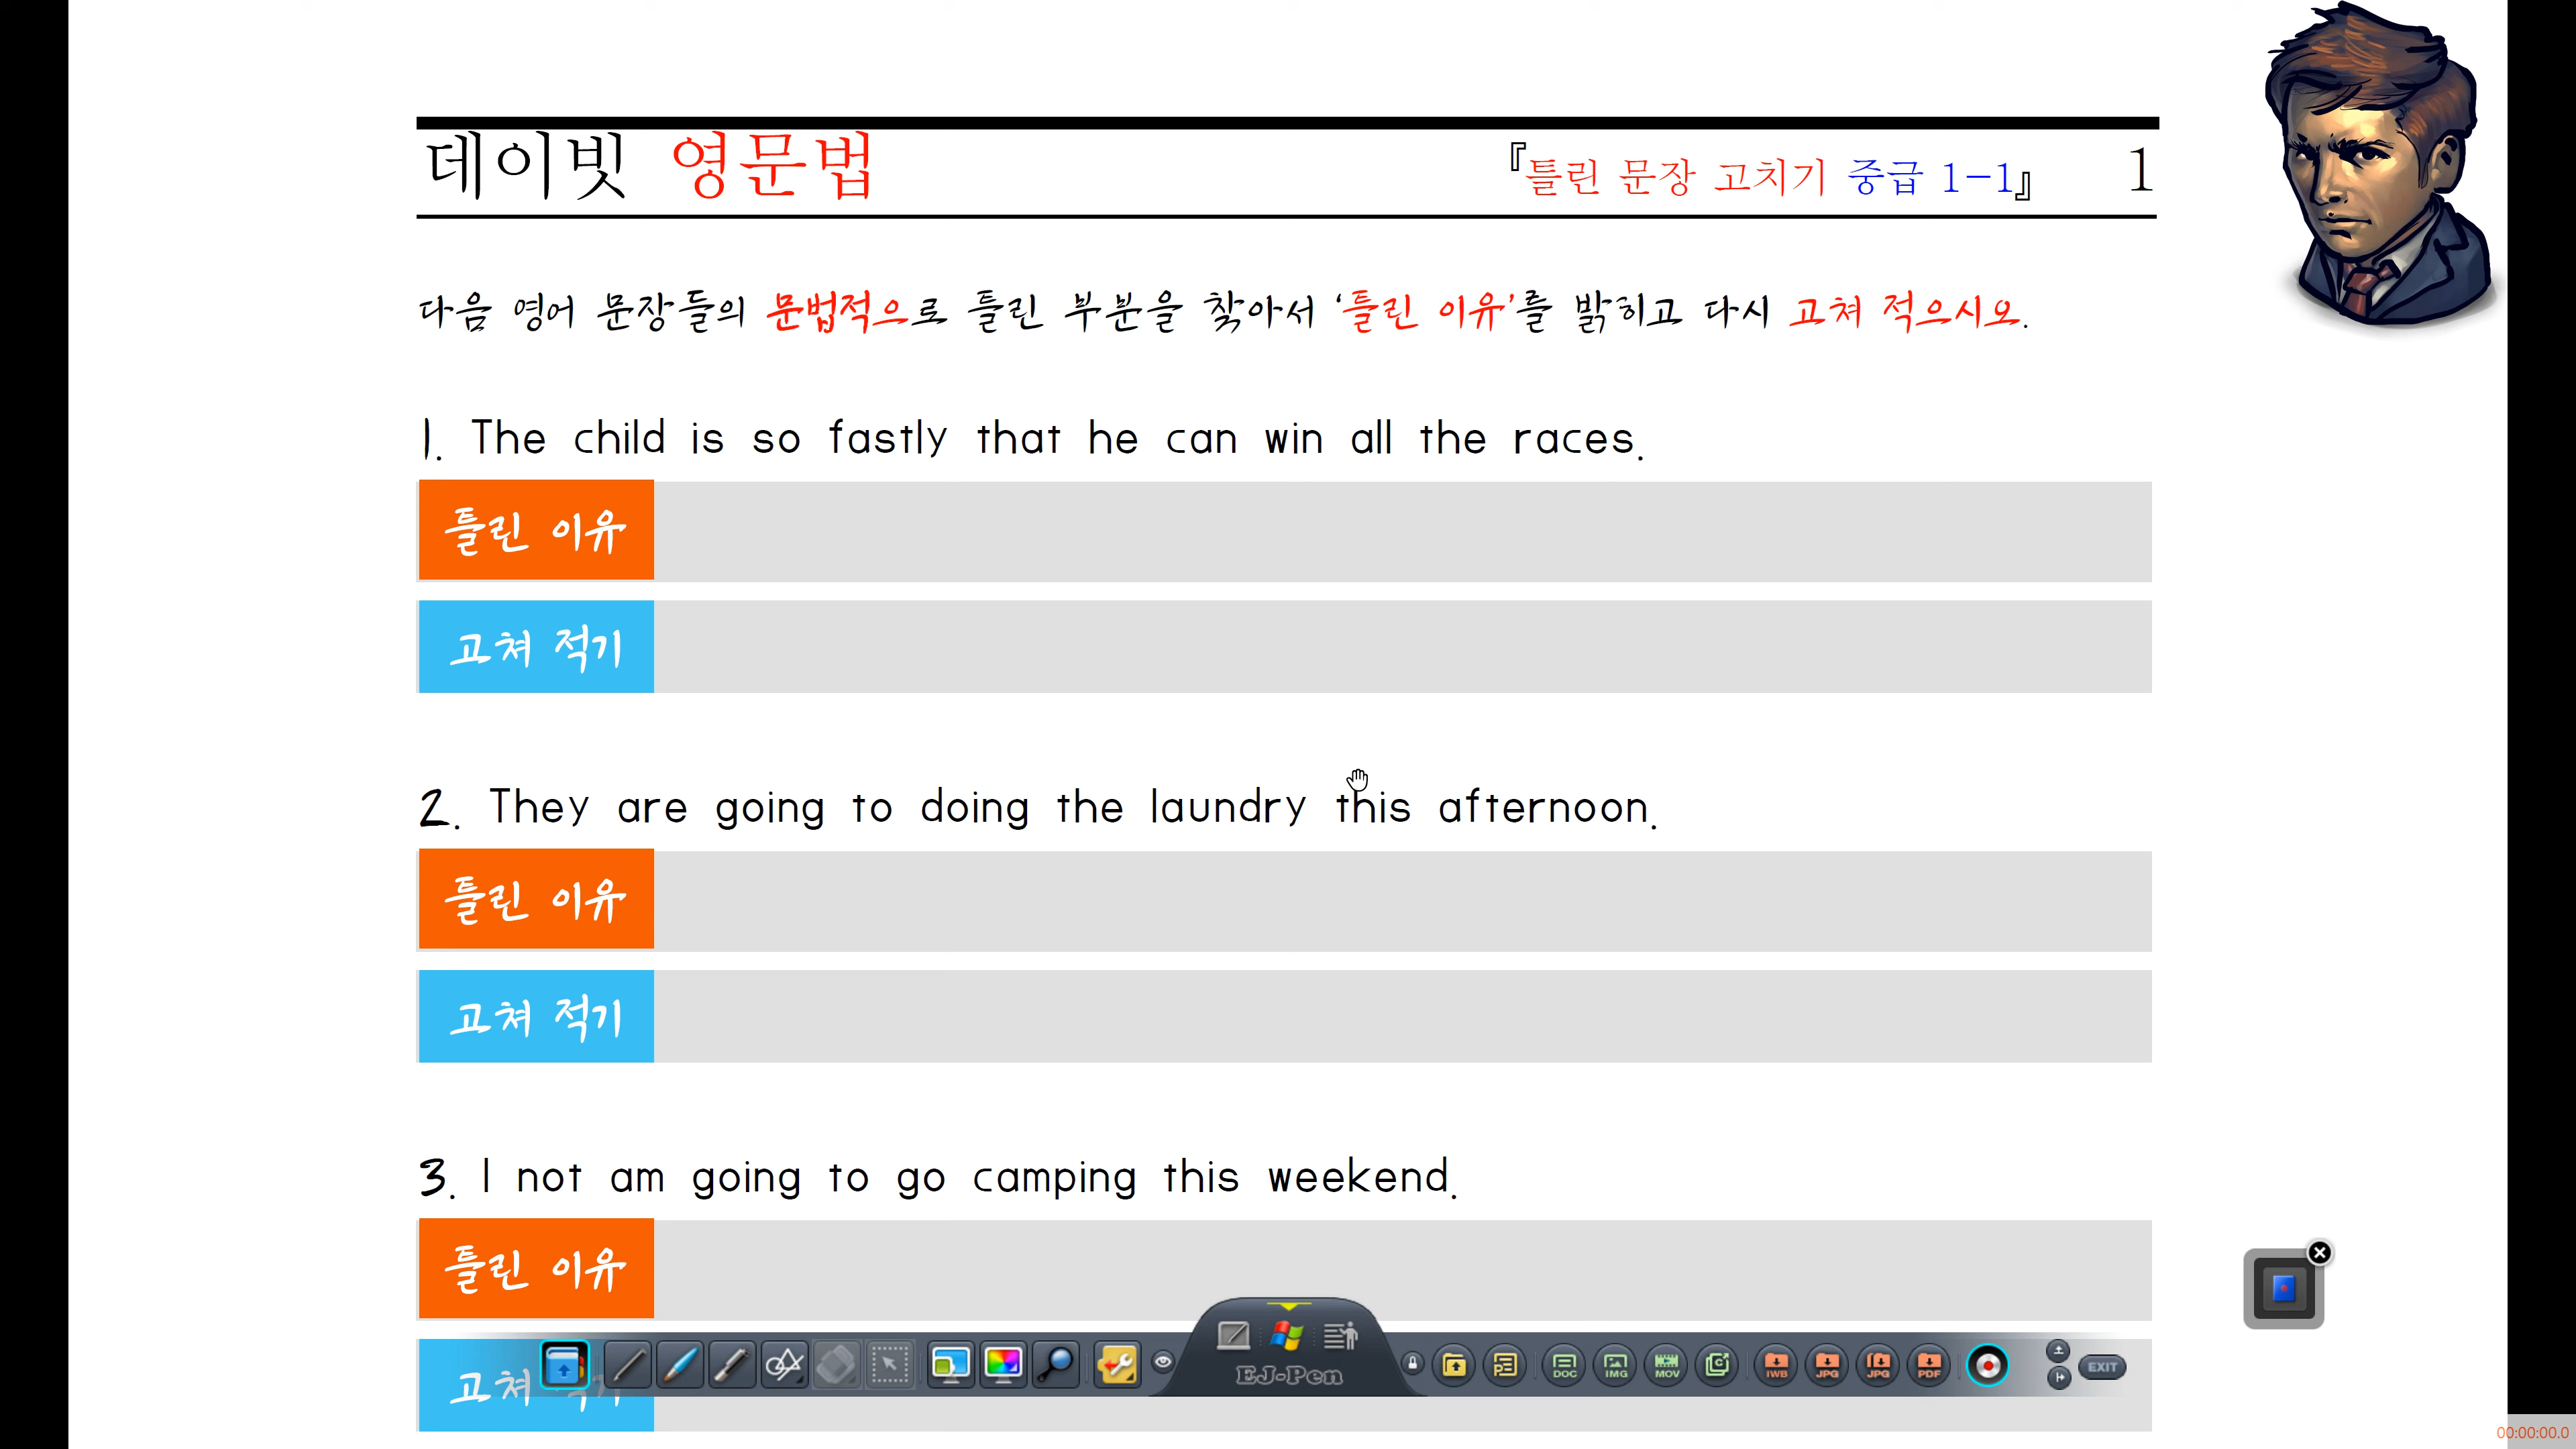 데이빗 영문법 『틀린 문장 고치기 중급 1-1』 1
다음 영어 문장들의 문법적으로 틀린 부분을 찾아서 ‘틀린 이유’를 밝히고 다시 고쳐 적으시오.
1. The child is so fastly that he can win all the races.
틀린 이유
고쳐 적기
2. They are going to doing the laundry this afternoon.
틀린 이유
고쳐 적기
3. I not am going to go camping this weekend.
틀린 이유
고쳐
EJ-Pen
DOC IMG MOV IWB JPG JPG PDF EXIT
00:00:00.0